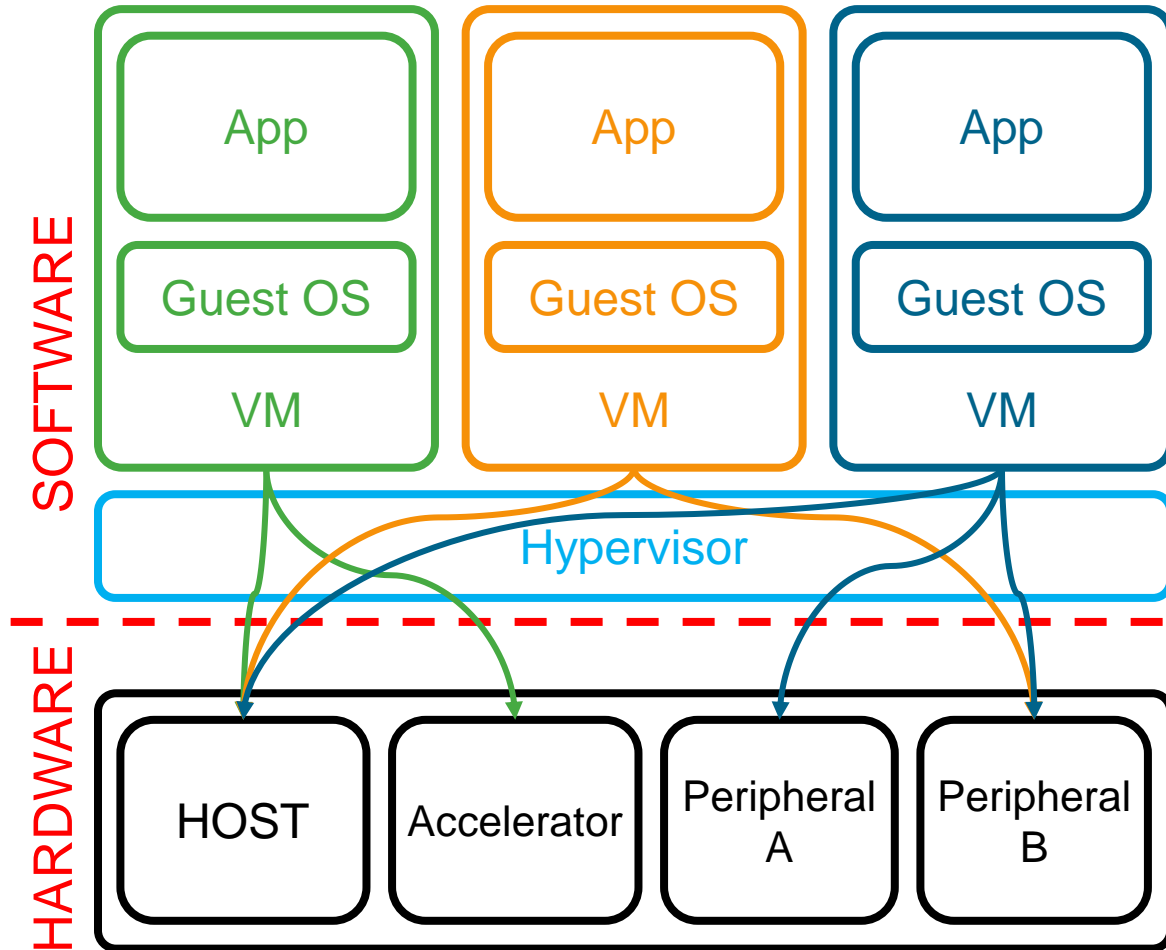 SOFTWARE
App
App
App
Guest OS
Guest OS
Guest OS
VM
VM
VM
Hypervisor
HARDWARE
HOST
Accelerator
Peripheral
A
Peripheral
B